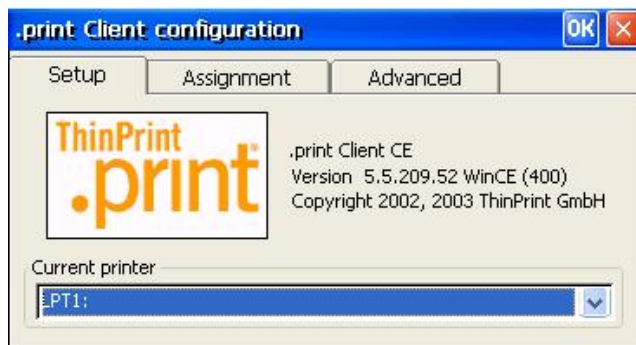 .print Client configuration OK
Setup Assignment Advanced
ThinPrint
.print
.print Client CE
Version 5.5.209.52 WinCE (400)
Copyright 2002, 2003 ThinPrint GmbH
Current printer
LPT1: